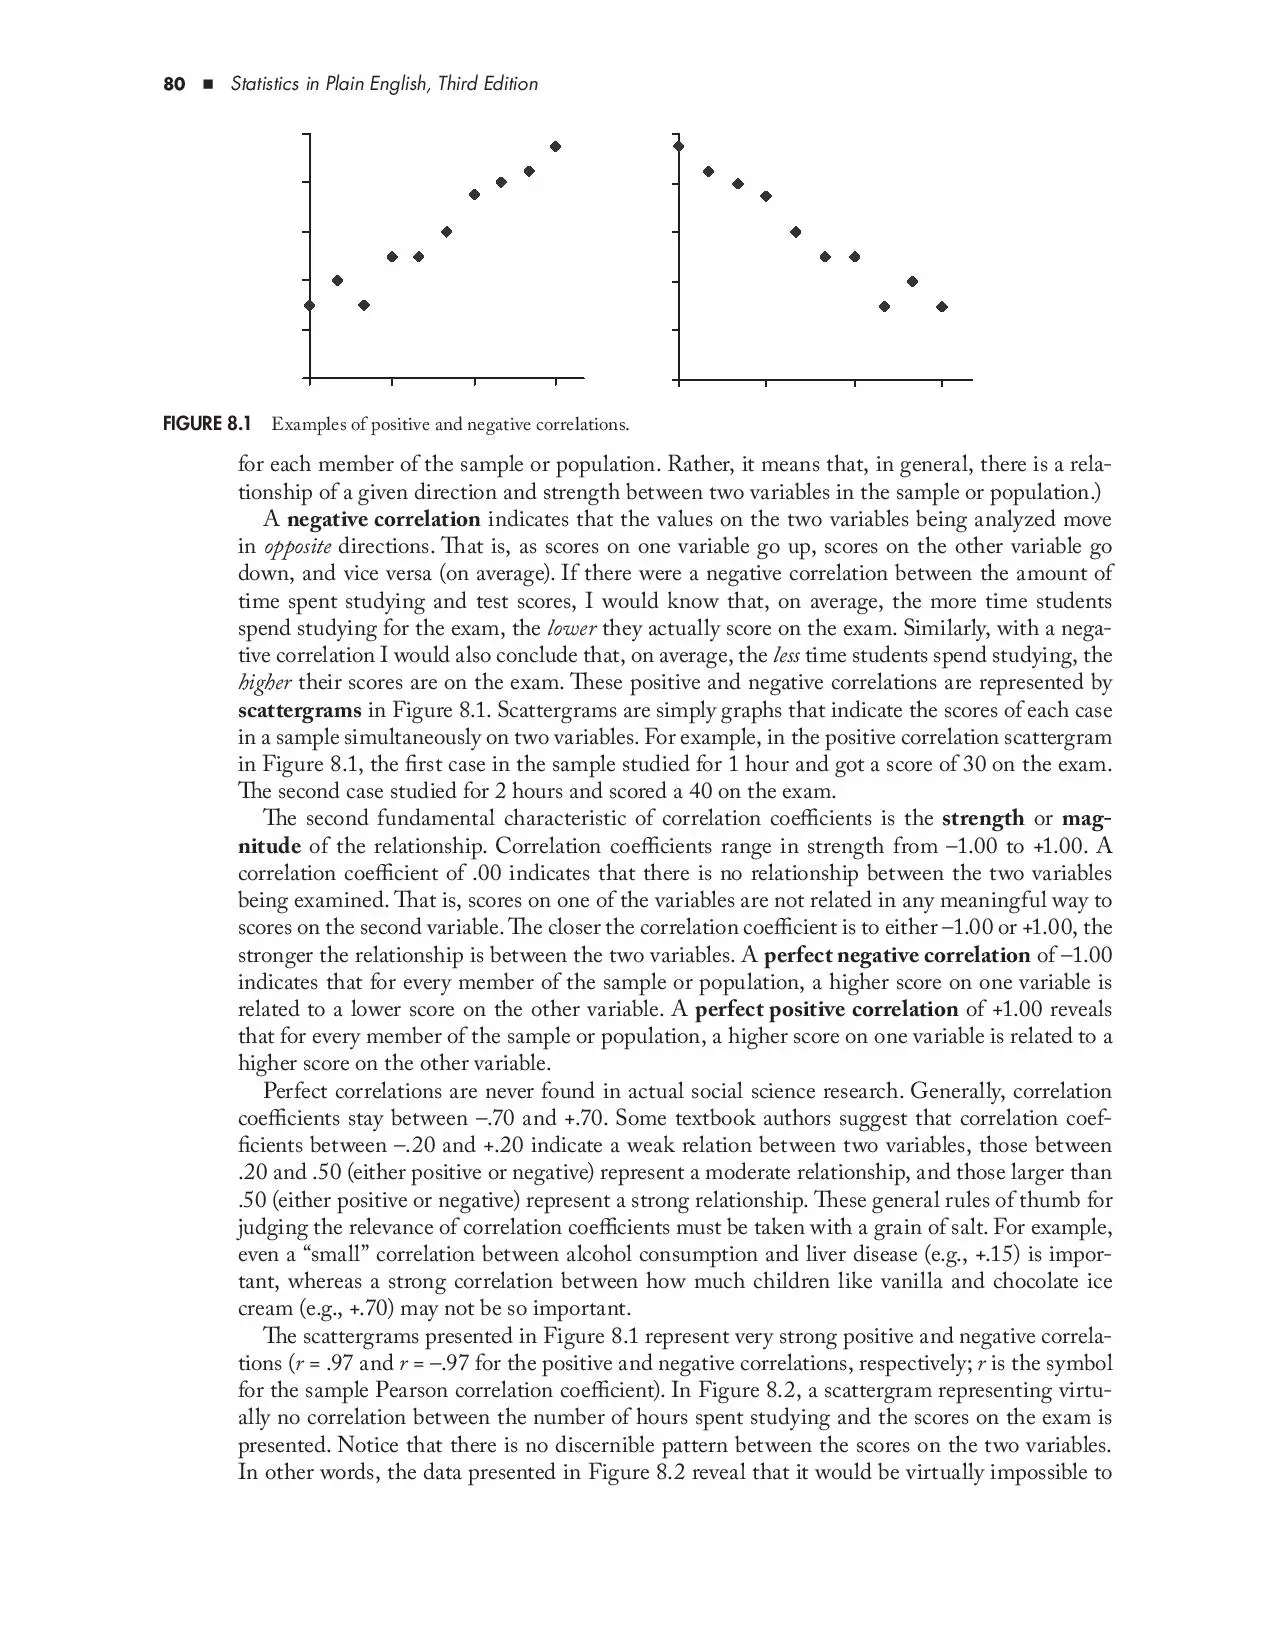 80 ■ Statistics in Plain English, Third Edition
FIGURE 8.1 Examples of positive and negative correlations.
for each member of the sample or population. Rather, it means that, in general, there is a rela-
tionship of a given direction and strength between two variables in the sample or population.)
A negative correlation indicates that the values on the two variables being analyzed move
in opposite directions. That is, as scores on one variable go up, scores on the other variable go
down, and vice versa (on average). If there were a negative correlation between the amount of
time spent studying and test scores, I would know that, on average, the more time students
spend studying for the exam, the lower they actually score on the exam. Similarly, with a nega-
tive correlation I would also conclude that, on average, the less time students spend studying, the
higher their scores are on the exam. These positive and negative correlations are represented by
scattergrams in Figure 8.1. Scattergrams are simply graphs that indicate the scores of each case
in a sample simultaneously on two variables. For example, in the positive correlation scattergram
in Figure 8.1, the first case in the sample studied for 1 hour and got a score of 30 on the exam.
The second case studied for 2 hours and scored a 40 on the exam.
The second fundamental characteristic of correlation coefficients is the strength or mag-
nitude of the relationship. Correlation coefficients range in strength from –1.00 to +1.00. A
correlation coefficient of .00 indicates that there is no relationship between the two variables
being examined. That is, scores on one of the variables are not related in any meaningful way to
scores on the second variable. The closer the correlation coefficient is to either –1.00 or +1.00, the
stronger the relationship is between the two variables. A perfect negative correlation of –1.00
indicates that for every member of the sample or population, a higher score on one variable is
related to a lower score on the other variable. A perfect positive correlation of +1.00 reveals
that for every member of the sample or population, a higher score on one variable is related to a
higher score on the other variable.
Perfect correlations are never found in actual social science research. Generally, correlation
coefficients stay between –.70 and +.70. Some textbook authors suggest that correlation coef-
ficients between –.20 and +.20 indicate a weak relation between two variables, those between
.20 and .50 (either positive or negative) represent a moderate relationship, and those larger than
.50 (either positive or negative) represent a strong relationship. These general rules of thumb for
judging the relevance of correlation coefficients must be taken with a grain of salt. For example,
even a “small” correlation between alcohol consumption and liver disease (e.g., +.15) is impor-
tant, whereas a strong correlation between how much children like vanilla and chocolate ice
cream (e.g., +.70) may not be so important.
The scattergrams presented in Figure 8.1 represent very strong positive and negative correla-
tions (r = .97 and r = –.97 for the positive and negative correlations, respectively; r is the symbol
for the sample Pearson correlation coefficient). In Figure 8.2, a scattergram representing virtu-
ally no correlation between the number of hours spent studying and the scores on the exam is
presented. Notice that there is no discernible pattern between the scores on the two variables.
In other words, the data presented in Figure 8.2 reveal that it would be virtually impossible to